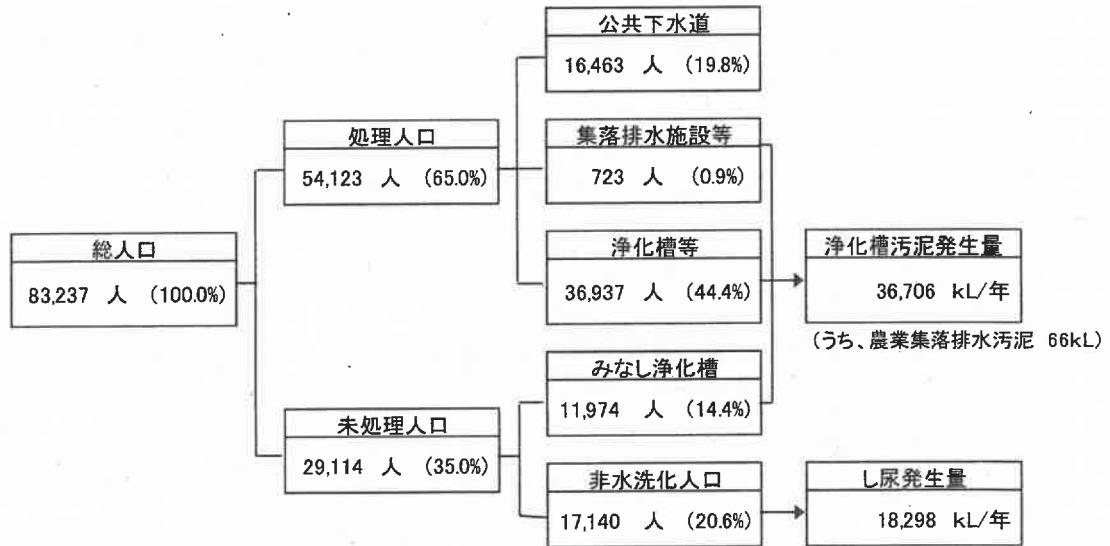 公共下水道
16,463 人 (19.8%)
処理人口
54,123 人 (65.0%)
集落排水施設等
723 人 (0.9%)
総人口
83,237 人 (100.0%)
浄化槽等
36,937 人 (44.4%)
浄化槽汚泥発生量
36,706 kL/年
(うち、農業集落排水汚泥 66kL)
みなし浄化槽
11,974 人 (14.4%)
未処理人口
29,114 人 (35.0%)
非水洗化人口
17,140 人 (20.6%)
し尿発生量
18,298 kL/年